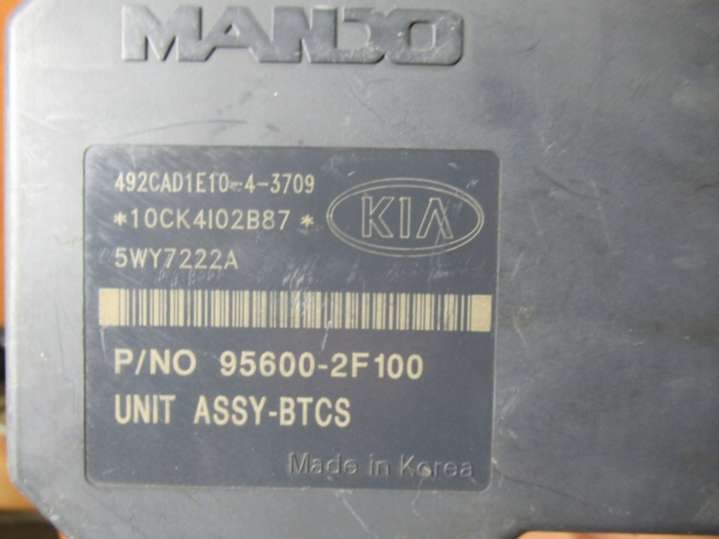 MANDO
492CAD1E10-4-3709
*10CK4I02B87*
KIA
5WY7222A
P/NO 95600-2F100
UNIT ASSY-BTCS
Made in Korea